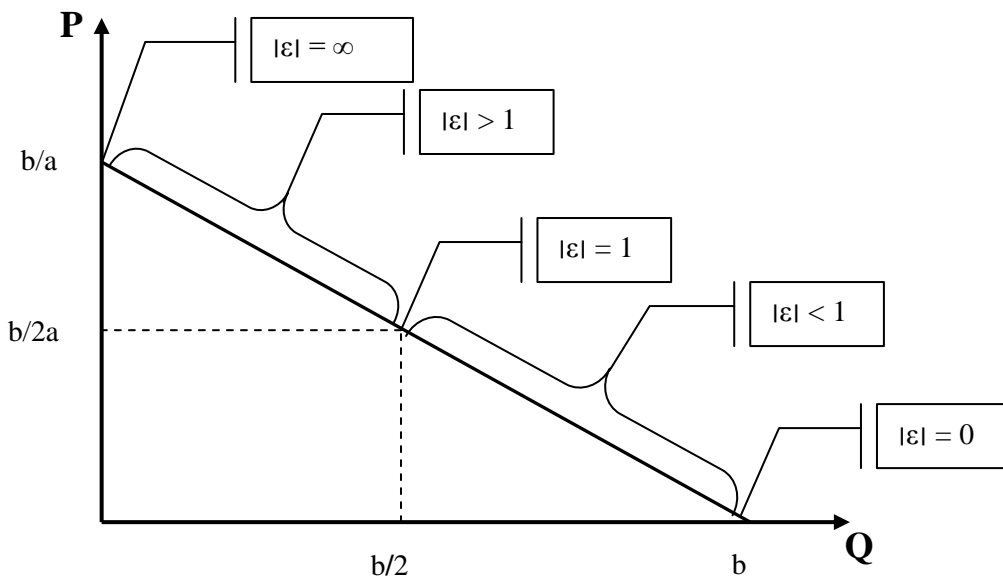 P
|ε| = ∞
|ε| > 1
b/a
|ε| = 1
|ε| < 1
b/2a
|ε| = 0
Q
b/2
b